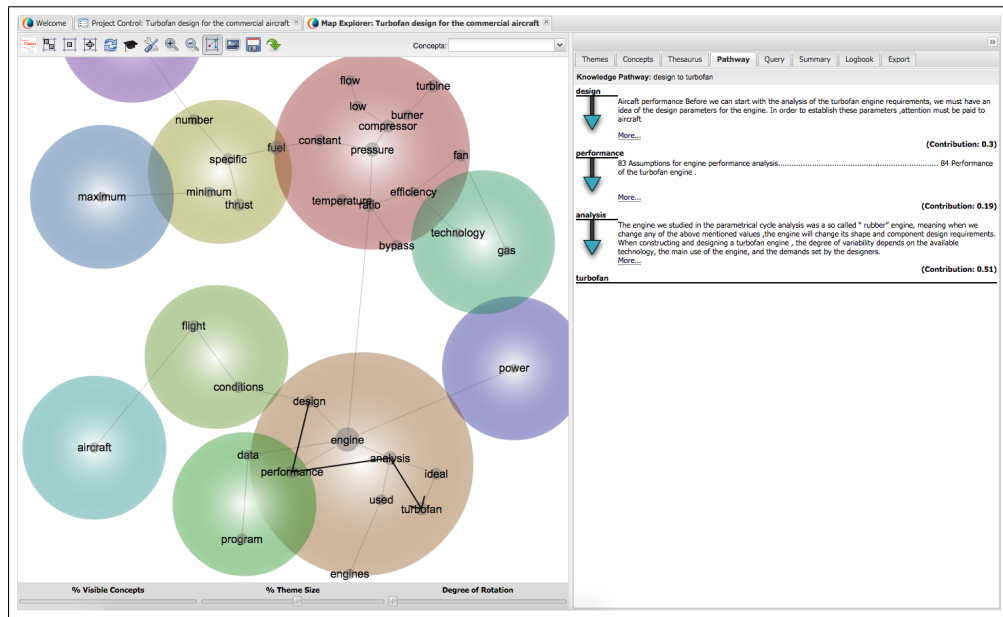 Welcome
Project Control: Turbofan design for the commercial aircraft
Map Explorer: Turbofan design for the commercial aircraft
Concepts:
flow
turbine
low
burner
compressor
number
constant
fuel
pressure
fan
specific
maximum
minimum
thrust
efficiency
temperature
ratio
technology
bypass
gas
flight
power
conditions
design
engine
aircraft
data
analysis
performance
ideal
used
turbofan
program
engines
% Visible Concepts
% Theme Size
Degree of Rotation
Themes
Concepts
Thesaurus
Pathway
Query
Summary
Logbook
Export
Knowledge Pathway: design to turbofan
design
Aircaft performance Before we can start with the analysis of the turbofan engine requirements, we must have an
idea of the design parameters for the engine. In order to establish these parameters ,attention must be paid to
aircraft
More...
(Contribution: 0.3)
performance
83 Assumptions for engine performance analysis................................................................ 84 Performance
of the turbofan engine .
More...
(Contribution: 0.19)
analysis
The engine we studied in the parametrical cycle analysis was a so called " rubber" engine, meaning when we
change any of the above mentioned values ,the engine will change its shape and component design requirements.
When constructing and designing a turbofan engine , the degree of variability depends on the available
technology, the main use of the engine, and the demands set by the designers.
More...
(Contribution: 0.51)
turbofan